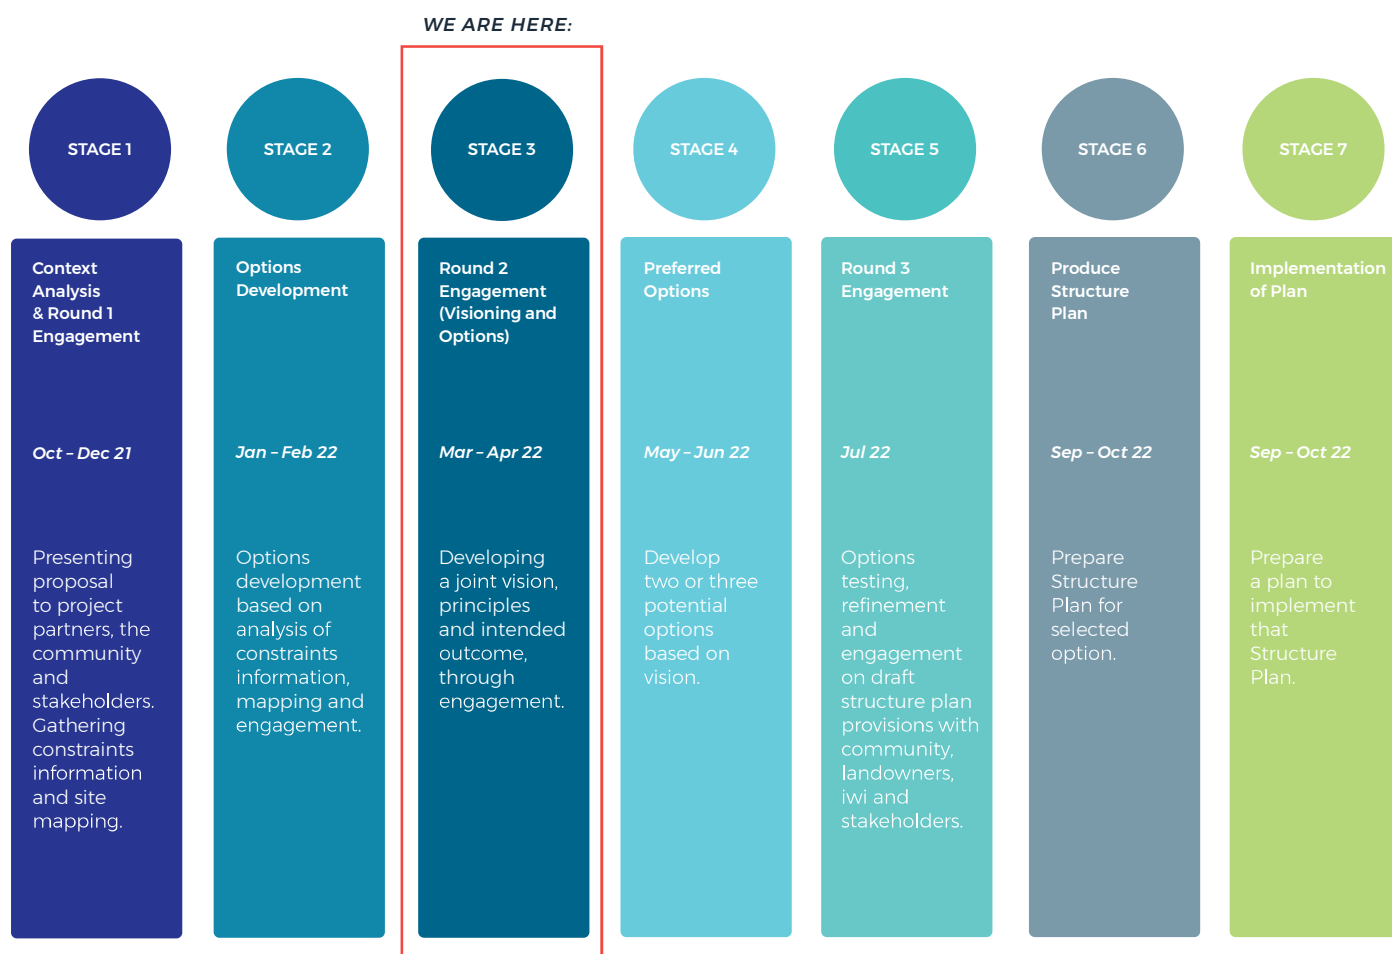 WE ARE HERE:
STAGE 1
Context
Analysis
& Round 1
Engagement
Oct – Dec 21
Presenting
proposal
to project
partners, the
community
and
stakeholders.
Gathering
constraints
information
and site
mapping.
STAGE 2
Options
Development
Jan – Feb 22
Options
development
based on
analysis of
constraints
information,
mapping and
engagement.
STAGE 3
Round 2
Engagement
(Visioning and
Options)
Mar – Apr 22
Developing
a joint vision,
principles
and intended
outcome,
through
engagement.
STAGE 4
Preferred
Options
May – Jun 22
Develop
two or three
potential
options
based on
vision.
STAGE 5
Round 3
Engagement
Jul 22
Options
testing,
refinement
and
engagement
on draft
structure plan
provisions with
community,
landowners,
iwi and
stakeholders.
STAGE 6
Produce
Structure
Plan
Sep – Oct 22
Prepare
Structure
Plan for
selected
option.
STAGE 7
Implementation
of Plan
Sep – Oct 22
Prepare
a plan to
implement
that
Structure
Plan.